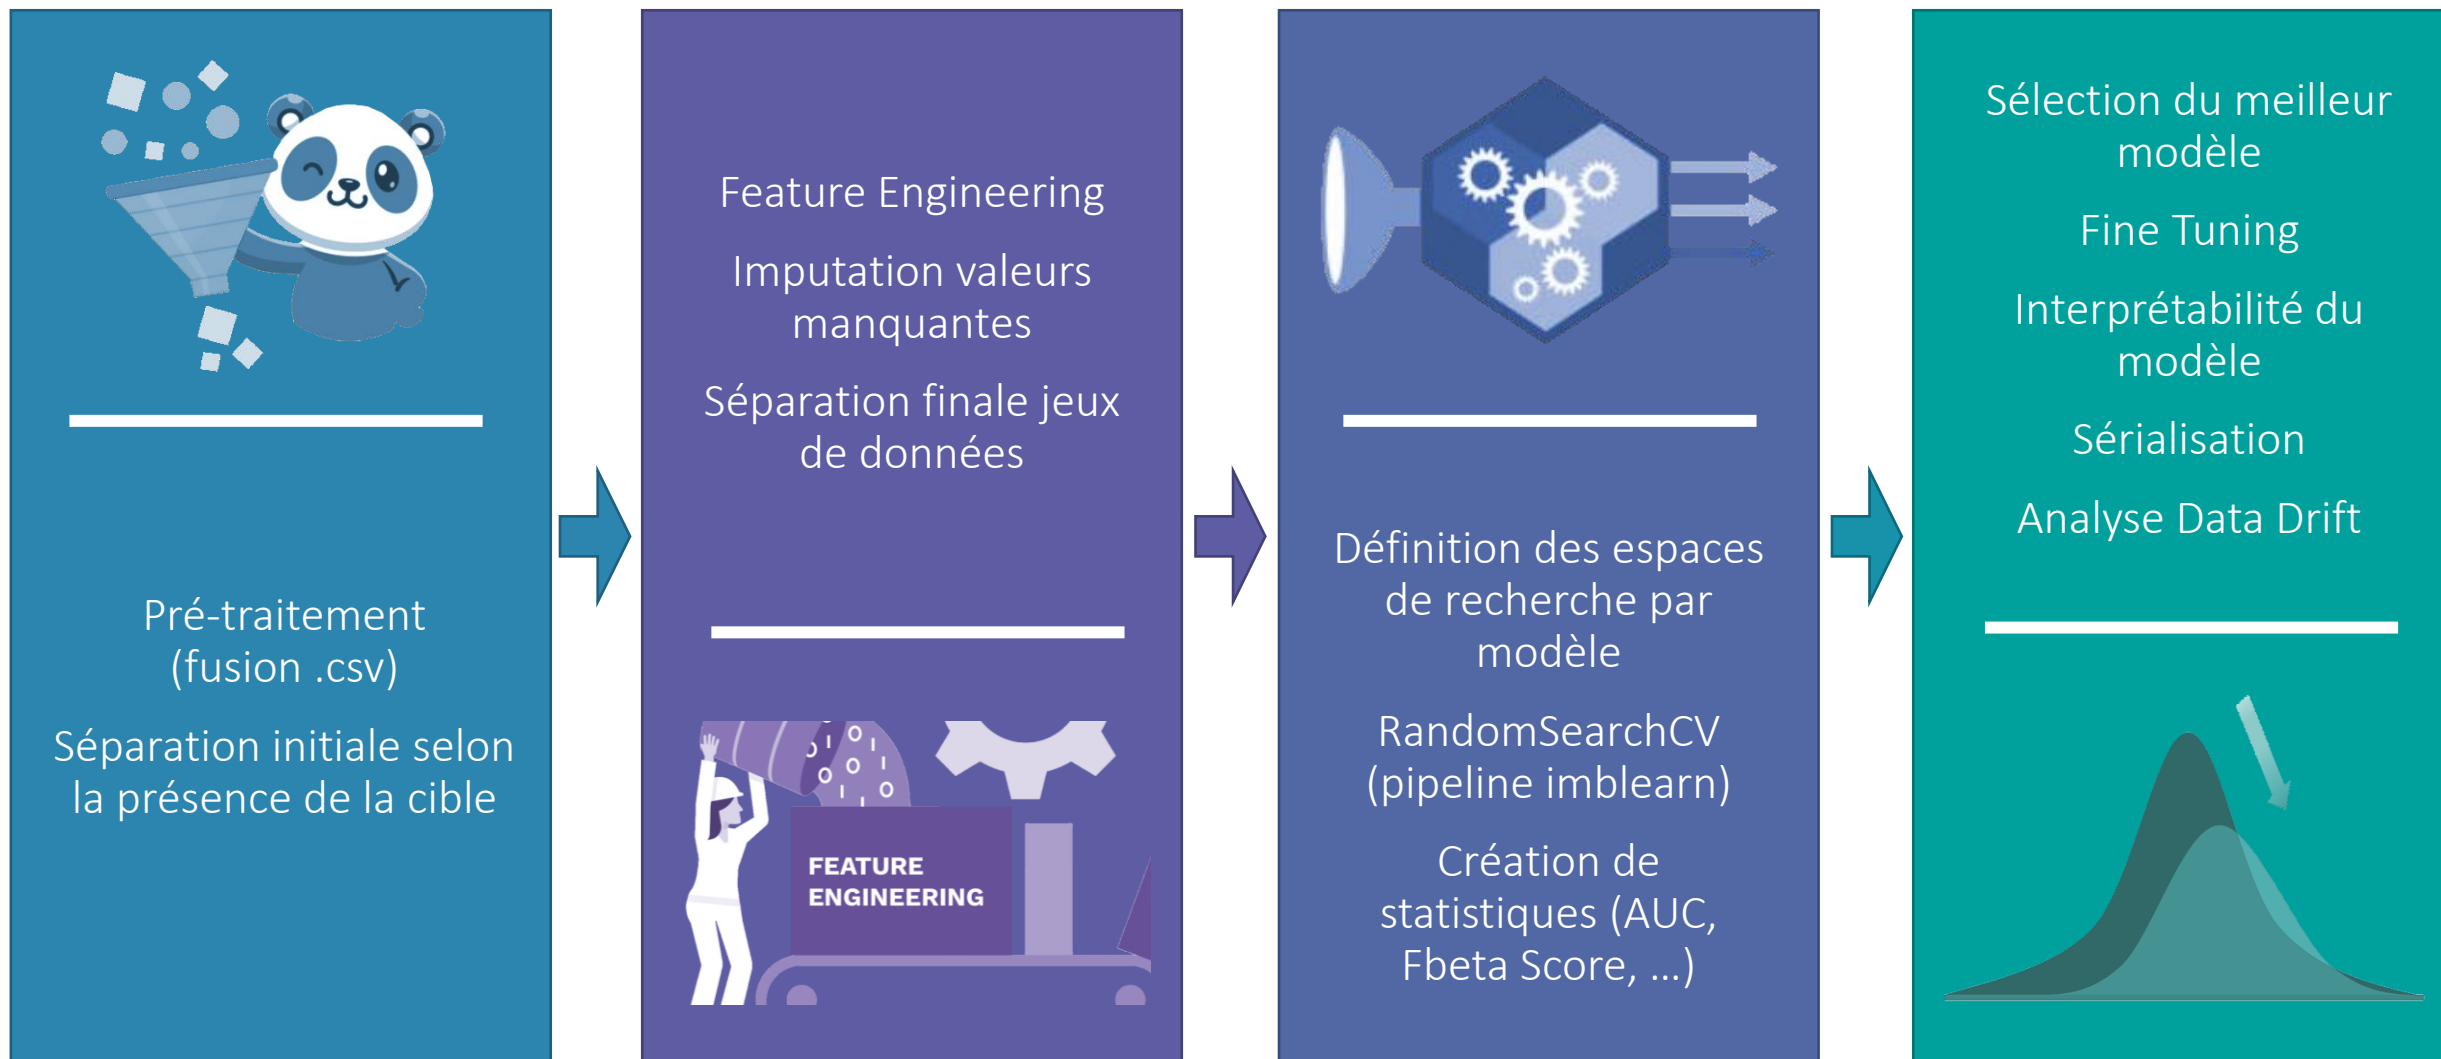 Pré-traitement
(fusion .csv)
Séparation initiale selon
la présence de la cible
Feature Engineering
Imputation valeurs
manquantes
Séparation finale jeux
de données
FEATURE
ENGINEERING
Définition des espaces
de recherche par
modèle
RandomSearchCV
(pipeline imblearn)
Création de
statistiques (AUC,
Fbeta Score, ...)
Sélection du meilleur
modèle
Fine Tuning
Interprétabilité du
modèle
Sérialisation
Analyse Data Drift